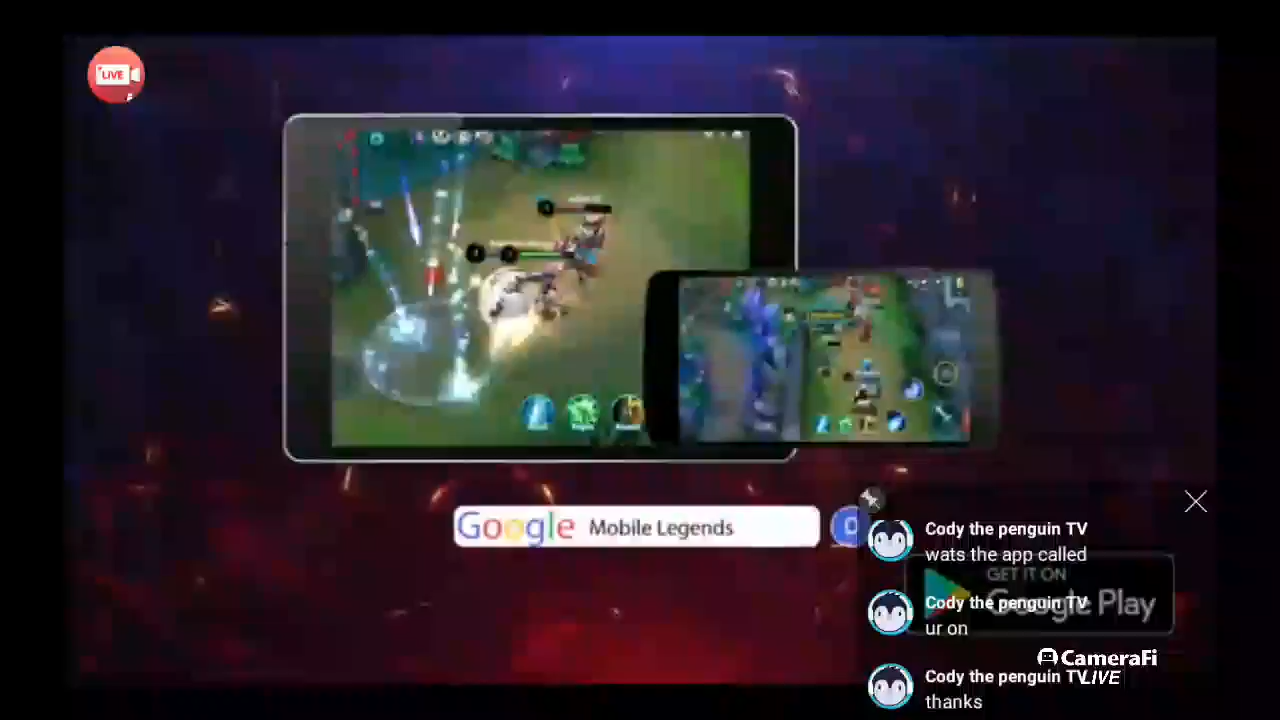 LIVE
Google Mobile Legends
Cody the penguin TV
wats the app called
GET IT ON
Google Play
Cody the penguin TV
ur on
CameraFi
LIVE
Cody the penguin TV
thanks